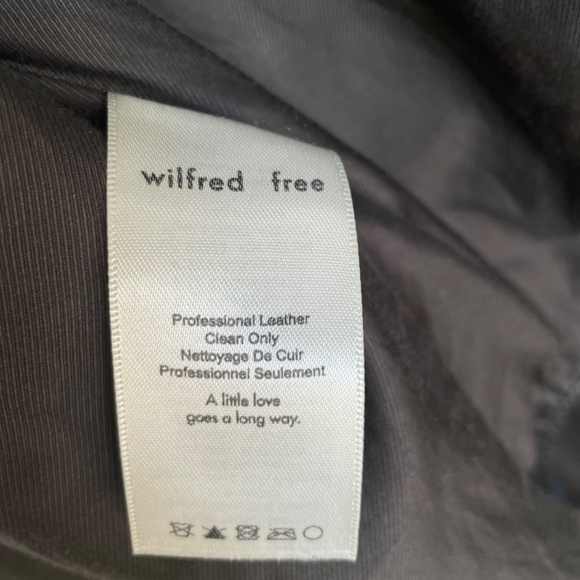 wilfred free
Professional Leather
Clean Only
Nettoyage De Cuir
Professionnel Seulement
A little love
goes a long way.